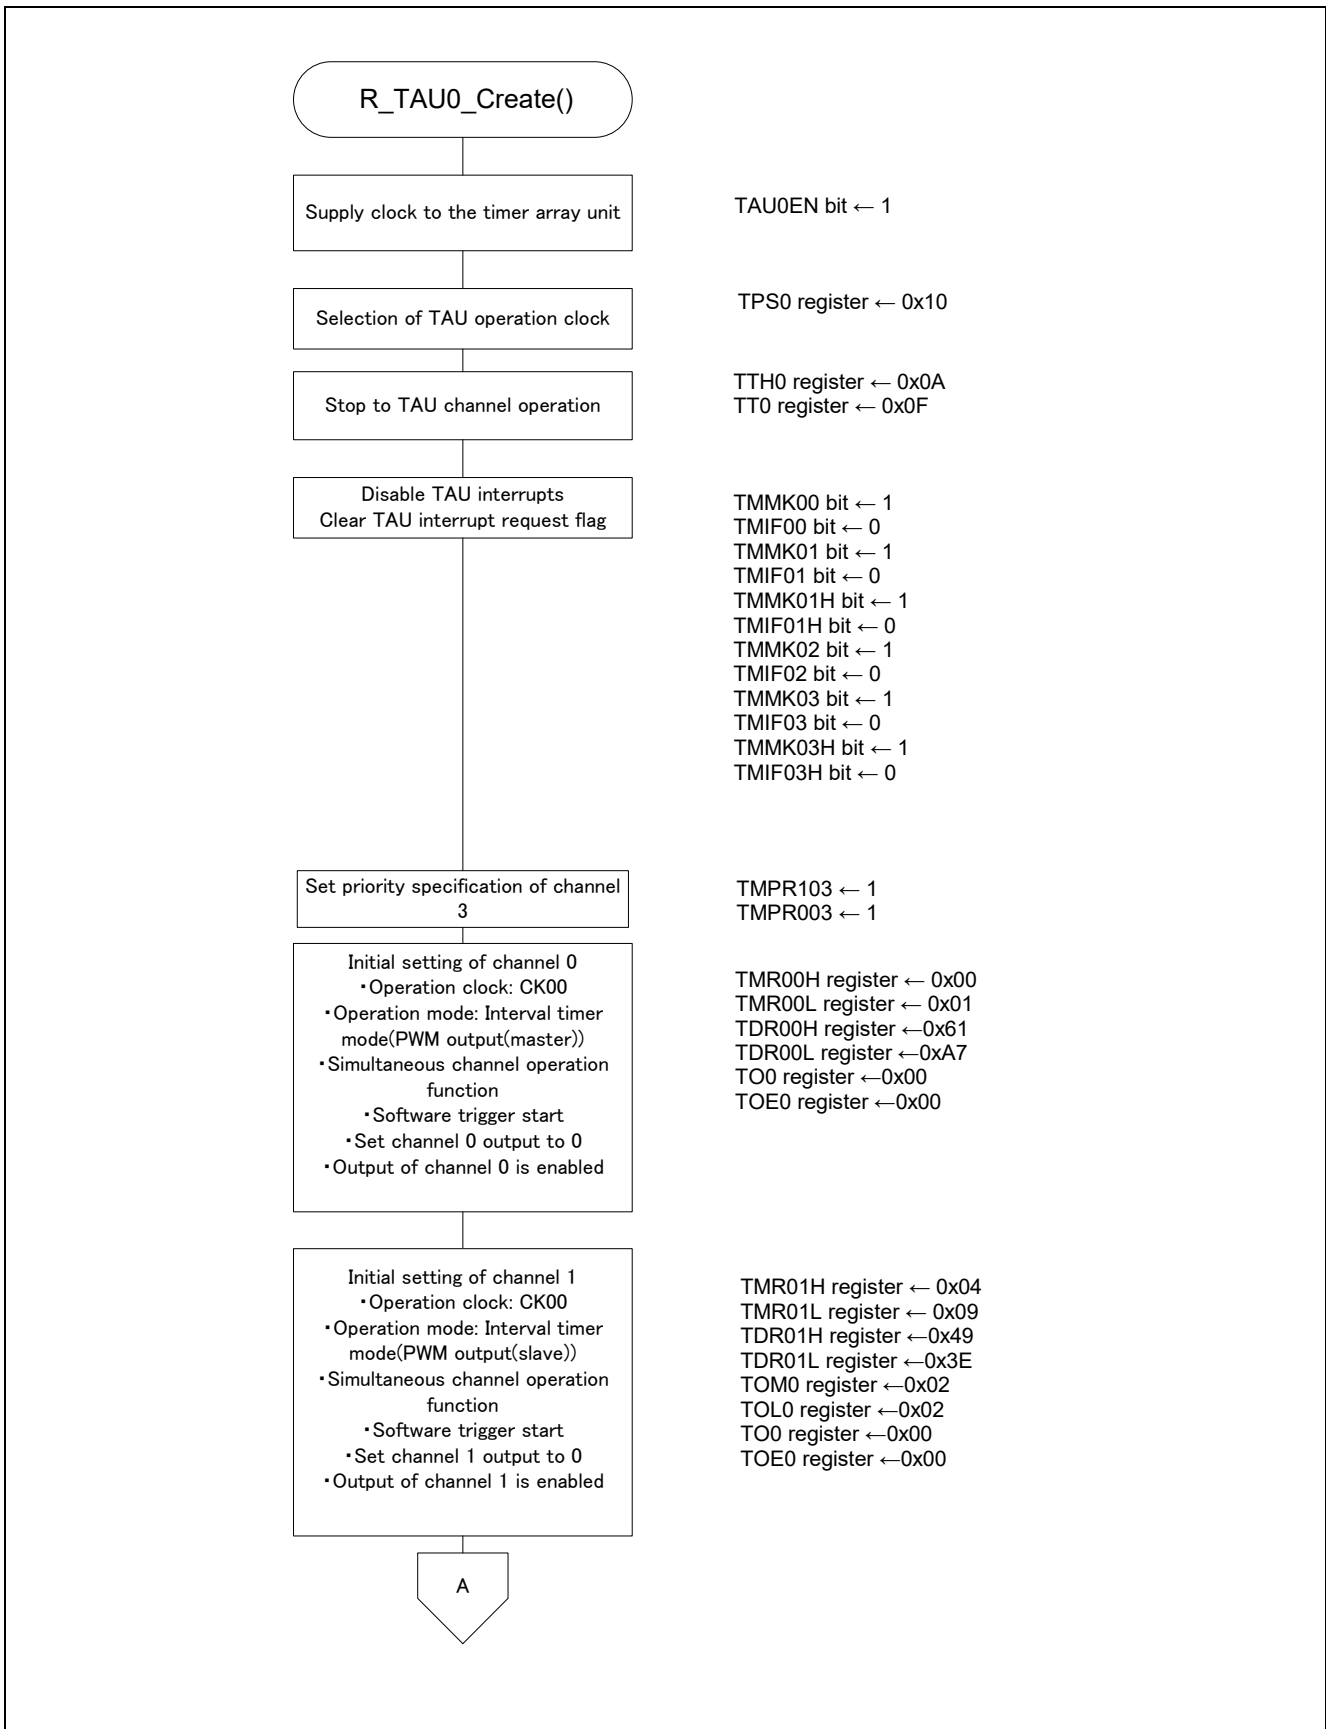 R_TAU0_Create()
Supply clock to the timer array unit
TAU0EN bit ← 1
Selection of TAU operation clock
TPS0 register ← 0x10
Stop to TAU channel operation
TTH0 register ← 0x0A
TT0 register ← 0x0F
Disable TAU interrupts
Clear TAU interrupt request flag
TMMK00 bit ← 1
TMIF00 bit ← 0
TMMK01 bit ← 1
TMIF01 bit ← 0
TMMK01H bit ← 1
TMIF01H bit ← 0
TMMK02 bit ← 1
TMIF02 bit ← 0
TMMK03 bit ← 1
TMIF03 bit ← 0
TMMK03H bit ← 1
TMIF03H bit ← 0
Set priority specification of channel
3
TMPR103 ← 1
TMPR003 ← 1
Initial setting of channel 0
・Operation clock: CK00
・Operation mode: Interval timer
mode(PWM output(master))
・Simultaneous channel operation
function
・Software trigger start
・Set channel 0 output to 0
・Output of channel 0 is enabled
TMR00H register ← 0x00
TMR00L register ← 0x01
TDR00H register ←0x61
TDR00L register ←0xA7
TO0 register ←0x00
TOE0 register ←0x00
Initial setting of channel 1
・Operation clock: CK00
・Operation mode: Interval timer
mode(PWM output(slave))
・Simultaneous channel operation
function
・Software trigger start
・Set channel 1 output to 0
・Output of channel 1 is enabled
TMR01H register ← 0x04
TMR01L register ← 0x09
TDR01H register ←0x49
TDR01L register ←0x3E
TOM0 register ←0x02
TOL0 register ←0x02
TO0 register ←0x00
TOE0 register ←0x00
A